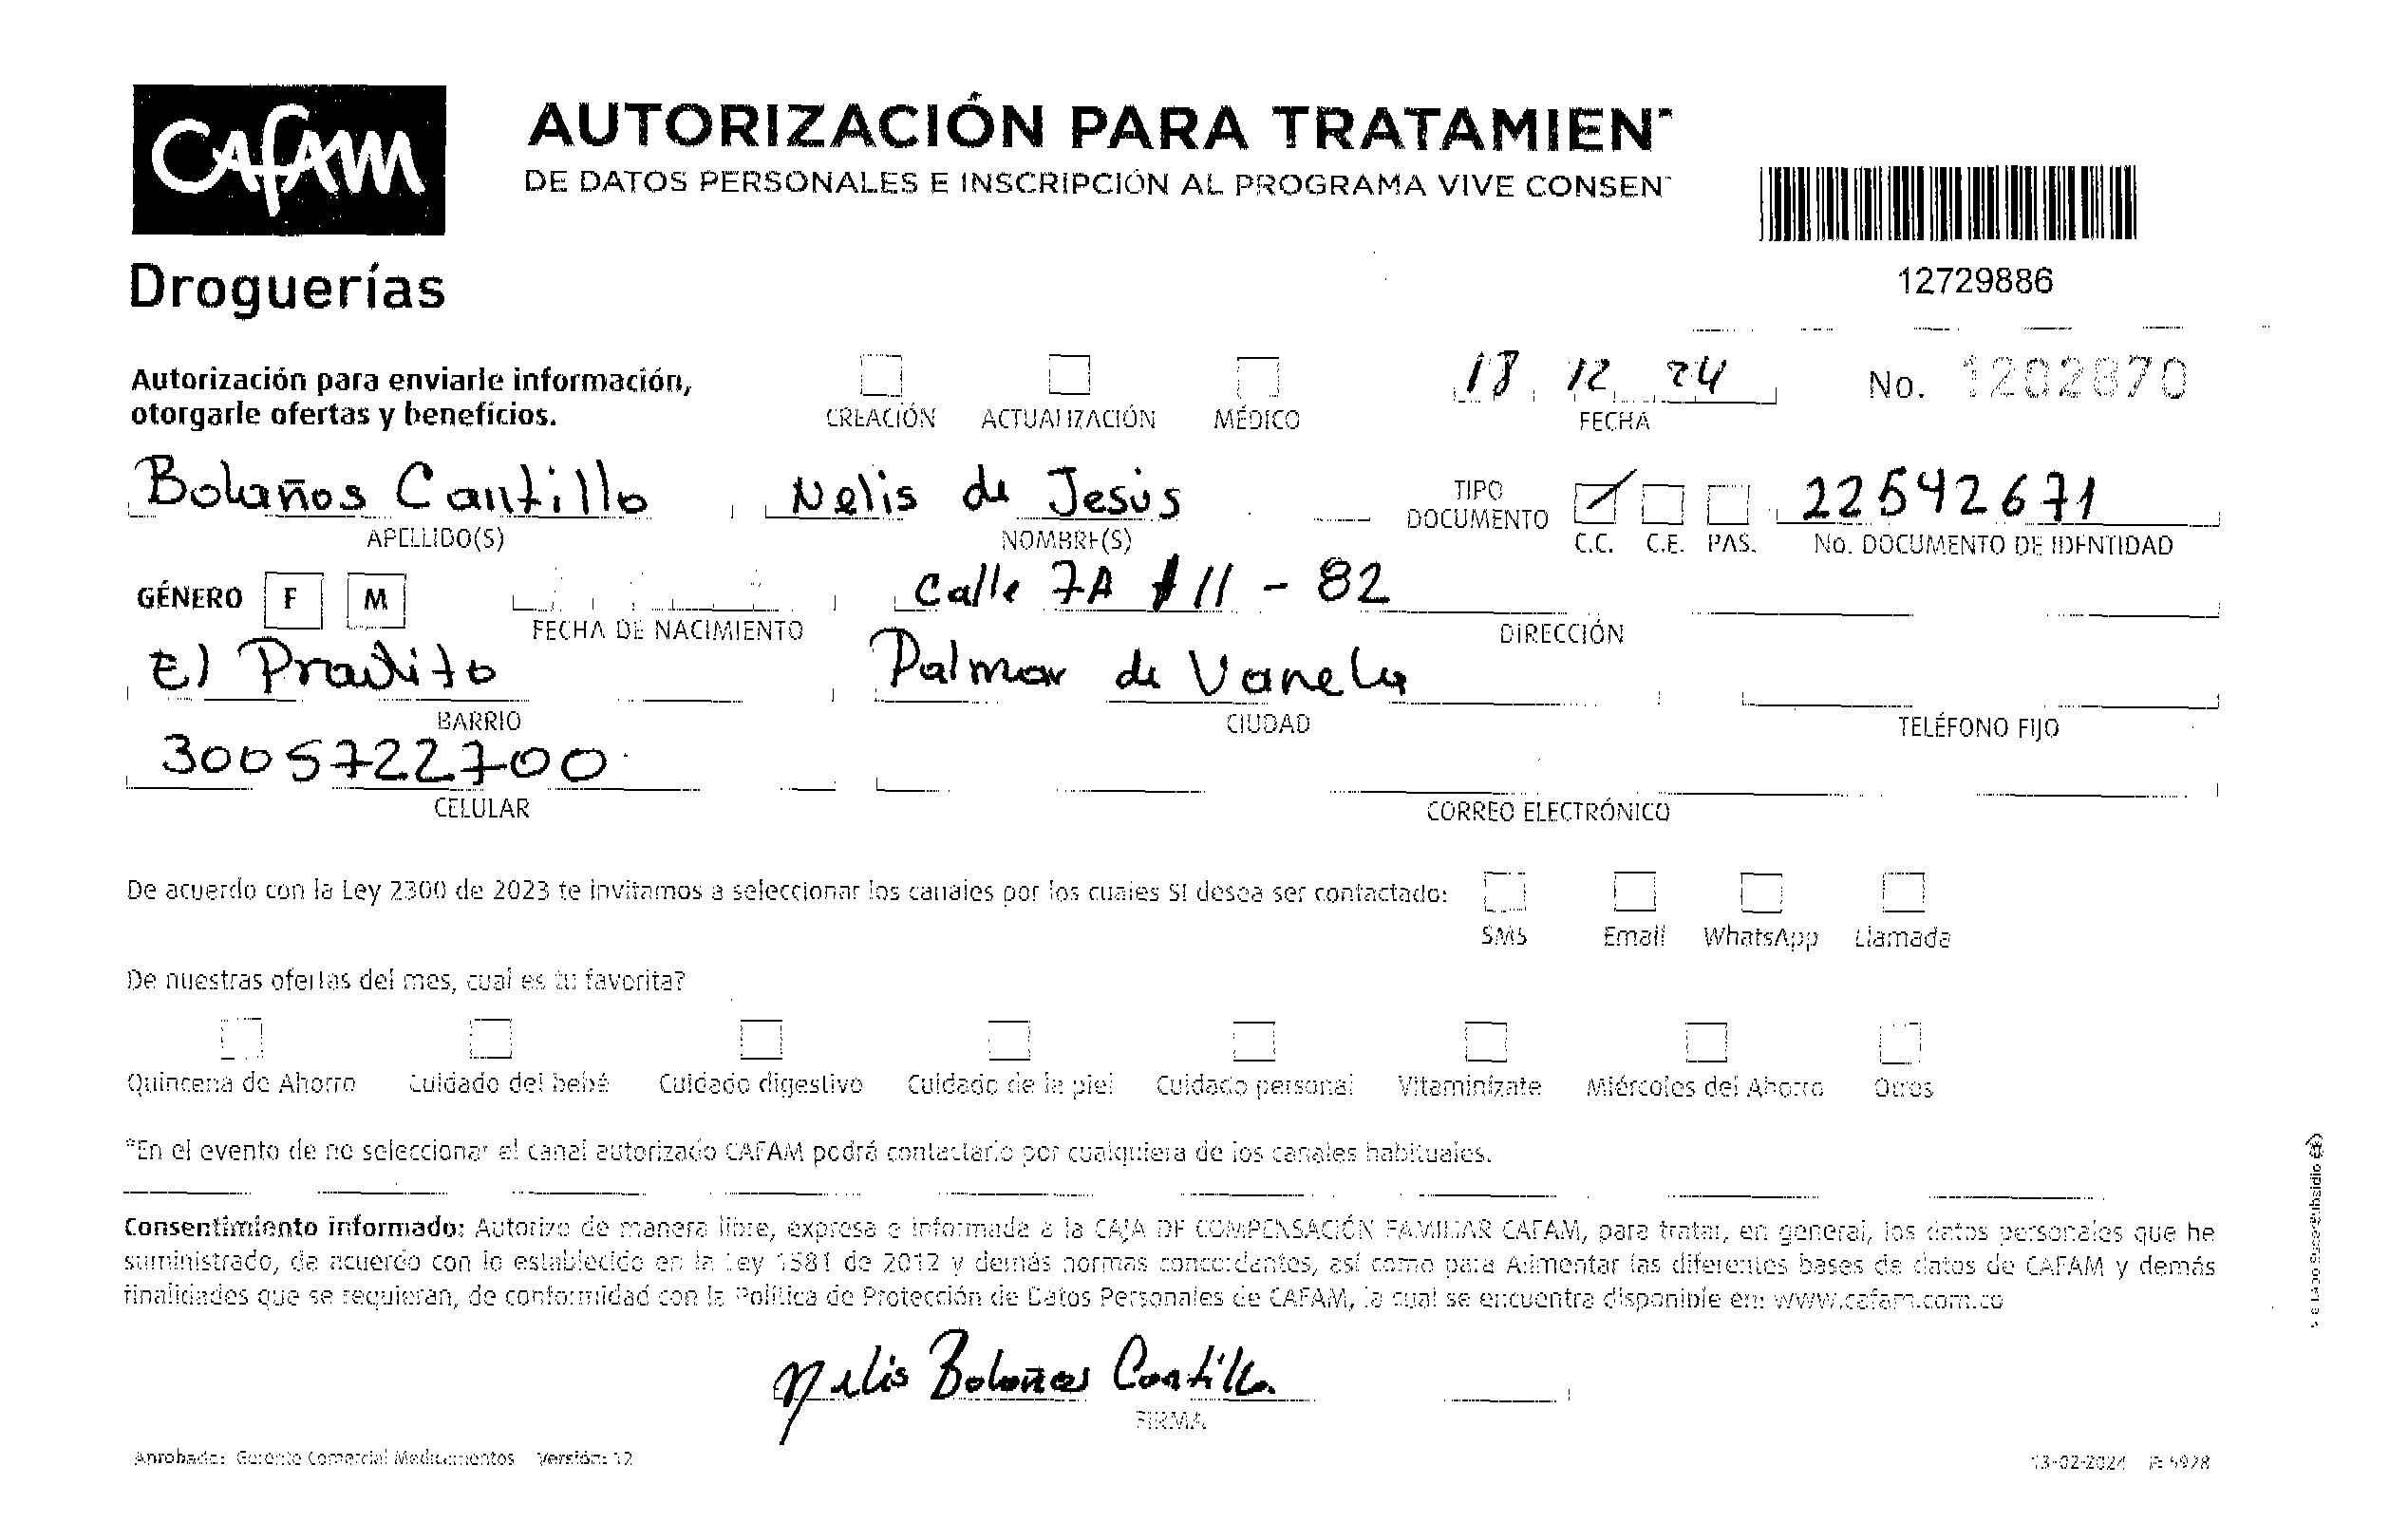 CAFAM
Droguerías
AUTORIZACIÓN PARA TRATAMIEN
DE DATOS PERSONALES E INSCRIPCIÓN AL PROGRAMA VIVE CONSEN
12729886
Autorización para enviarle información,
otorgarle ofertas y beneficios.
CREACIÓN ACTUALIZACIÓN MÉDICO
18 12 24
FECHA
No. 1202870
Bolaños Cantillo Nelis de Jesús TIPO DOCUMENTO 22542671
APELLIDO(S) NOMBRE(S) C.C. C.E. PAS. No. DOCUMENTO DE IDENTIDAD
GÉNERO F M Calle 7A # 11 - 82
FECHA DE NACIMIENTO DIRECCIÓN
El Pradito Palmar de Varela
BARRIO CIUDAD TELÉFONO FIJO
3005722700
CELULAR CORREO ELECTRÓNICO
De acuerdo con la Ley 2300 de 2023 te invitamos a seleccionar los canales por los cuales SI desea ser contactado:
SMS Email WhatsApp Llamada
De nuestras ofertas del mes, cual es tu favorita?
Quincena de Ahorro Cuidado del bebé Cuidado digestivo Cuidado de la piel Cuidado personal Vitamínizate Miércoles del Ahorro Otros
*En el evento de no seleccionar el canal autorizado CAFAM podrá contactarlo por cualquiera de los canales habituales.
Consentimiento informado: Autorizo de manera libre, expresa e informada a la CAJA DE COMPENSACIÓN FAMILIAR CAFAM, para tratar, en general, los datos personales que he
suministrado, de acuerdo con lo establecido en la Ley 1581 de 2012 y demás normas concordantes, así como para Alimentar las diferentes bases de datos de CAFAM y demás
finalidades que se requieran, de conformidad con la Política de Protección de Datos Personales de CAFAM, la cual se encuentra disponible en: www.cafam.com.co
Nelis Bolaños Cantillo
FIRMA
Aprobado: Gerente Comercial Medicamentos Versión: 12
13-02-2024